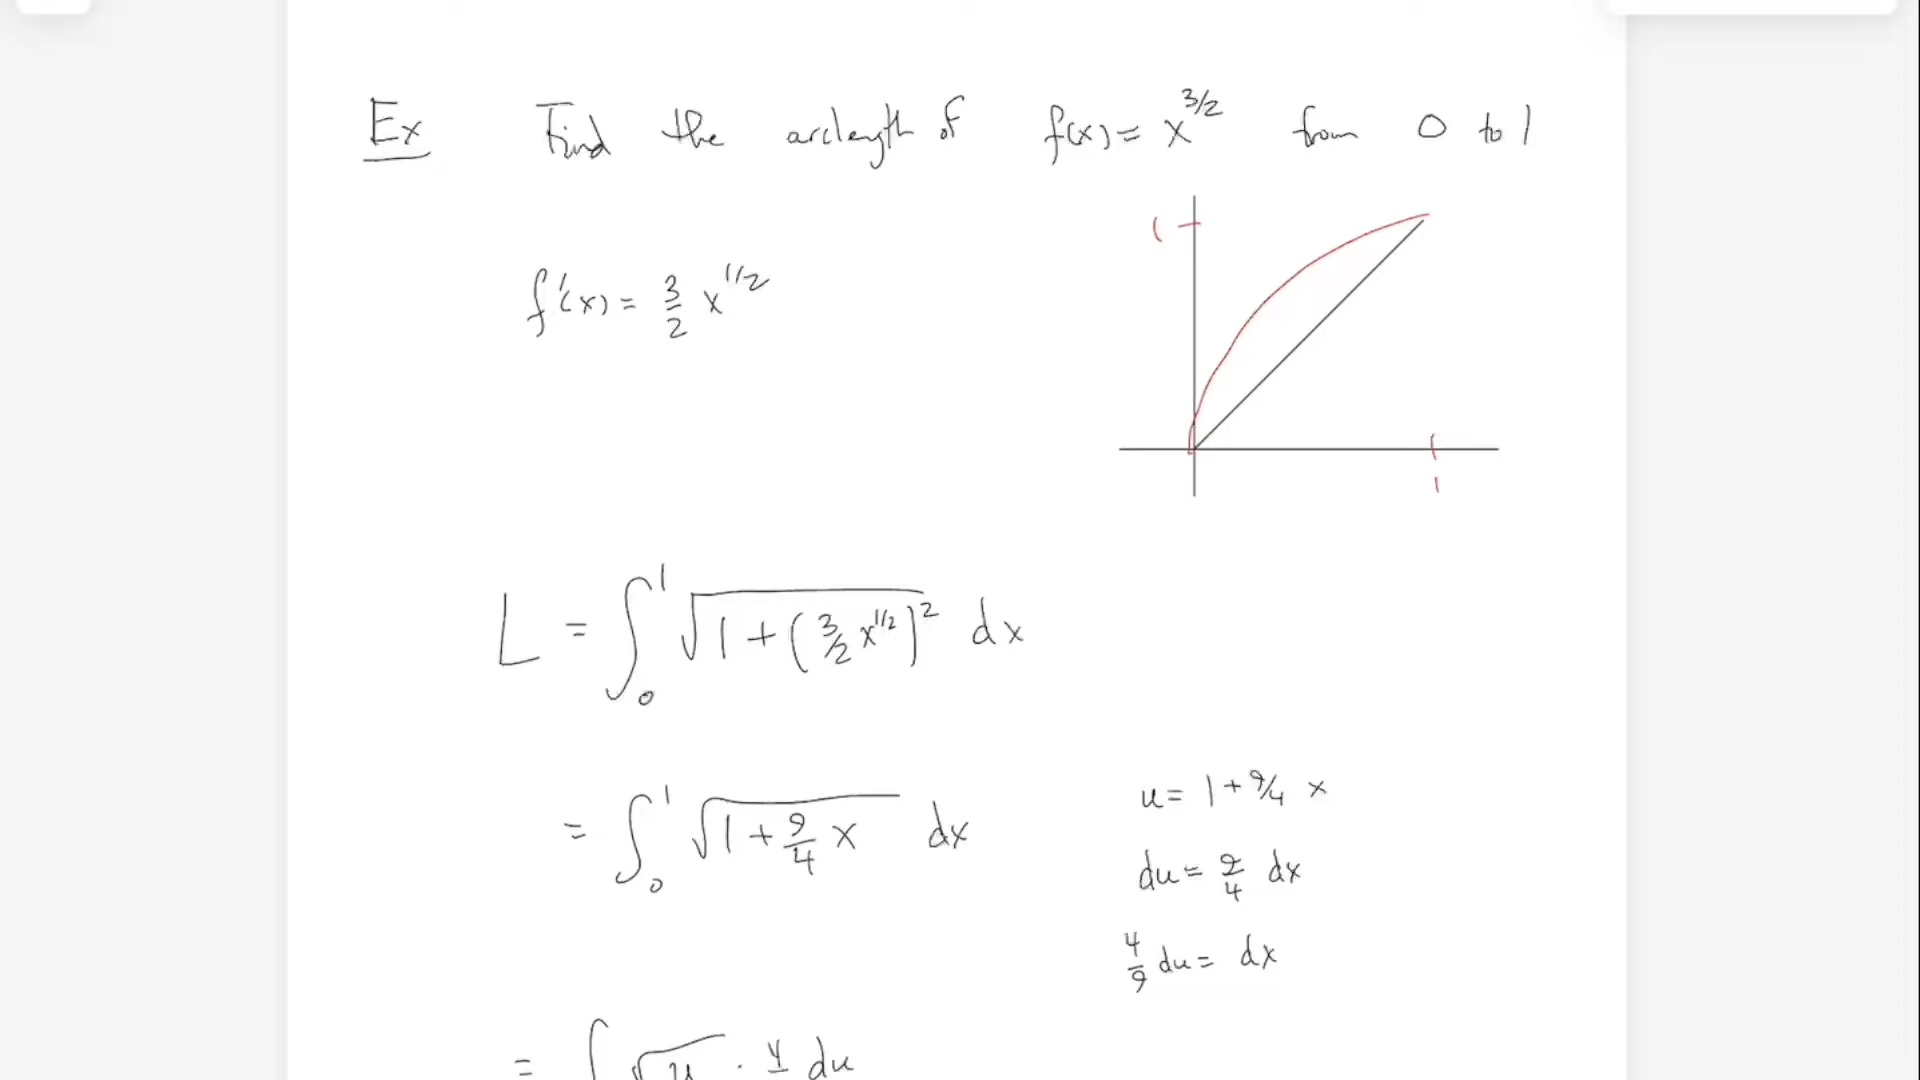 Ex Find the arclength of f(x) = x^{3/2} from 0 to 1
1
f'(x) = 3/2 x^{1/2}
1
L = ∫_0^1 √(1 + (3/2 x^{1/2})^2) dx
= ∫_0^1 √(1 + 9/4 x) dx
u = 1 + 9/4 x
du = 9/4 dx
4/9 du = dx
= ∫ √u · 4 du